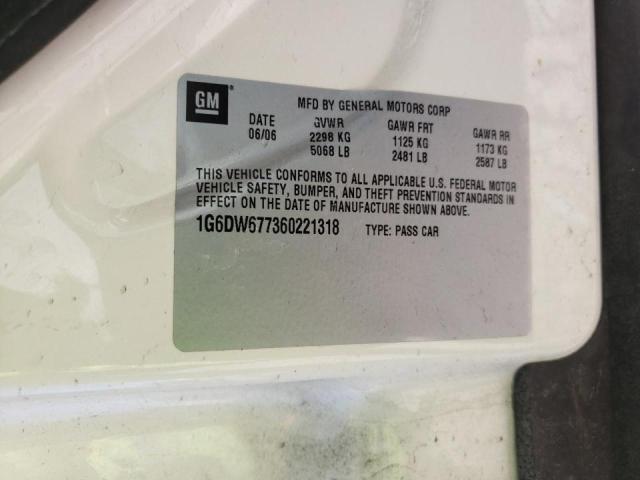 GM
MFD BY GENERAL MOTORS CORP
DATE GVWR GAWR FRT GAWR RR
06/06 2298 KG 1125 KG 1173 KG
5068 LB 2481 LB 2587 LB
THIS VEHICLE CONFORMS TO ALL APPLICABLE U.S. FEDERAL MOTOR
VEHICLE SAFETY, BUMPER, AND THEFT PREVENTION STANDARDS IN
EFFECT ON THE DATE OF MANUFACTURE SHOWN ABOVE.
1G6DW677360221318 TYPE: PASS CAR